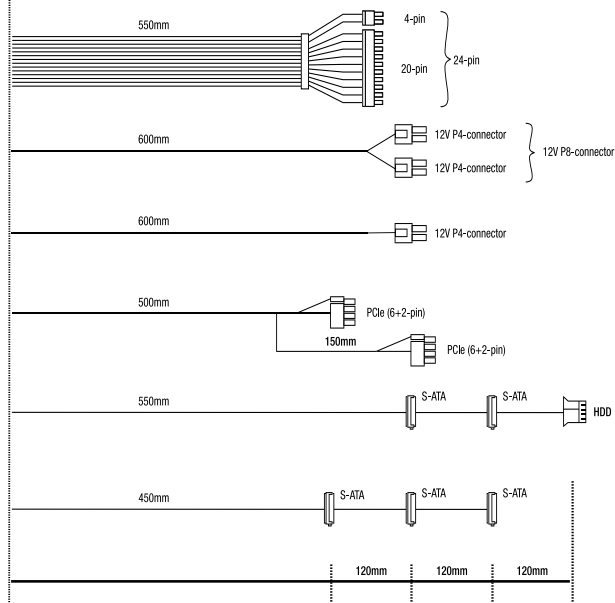 550mm
4-pin
20-pin
24-pin
600mm
12V P4-connector
12V P4-connector
12V P8-connector
600mm
12V P4-connector
500mm
PCIe (6+2-pin)
150mm
PCIe (6+2-pin)
550mm
S-ATA
S-ATA
HDD
450mm
S-ATA
S-ATA
S-ATA
120mm
120mm
120mm